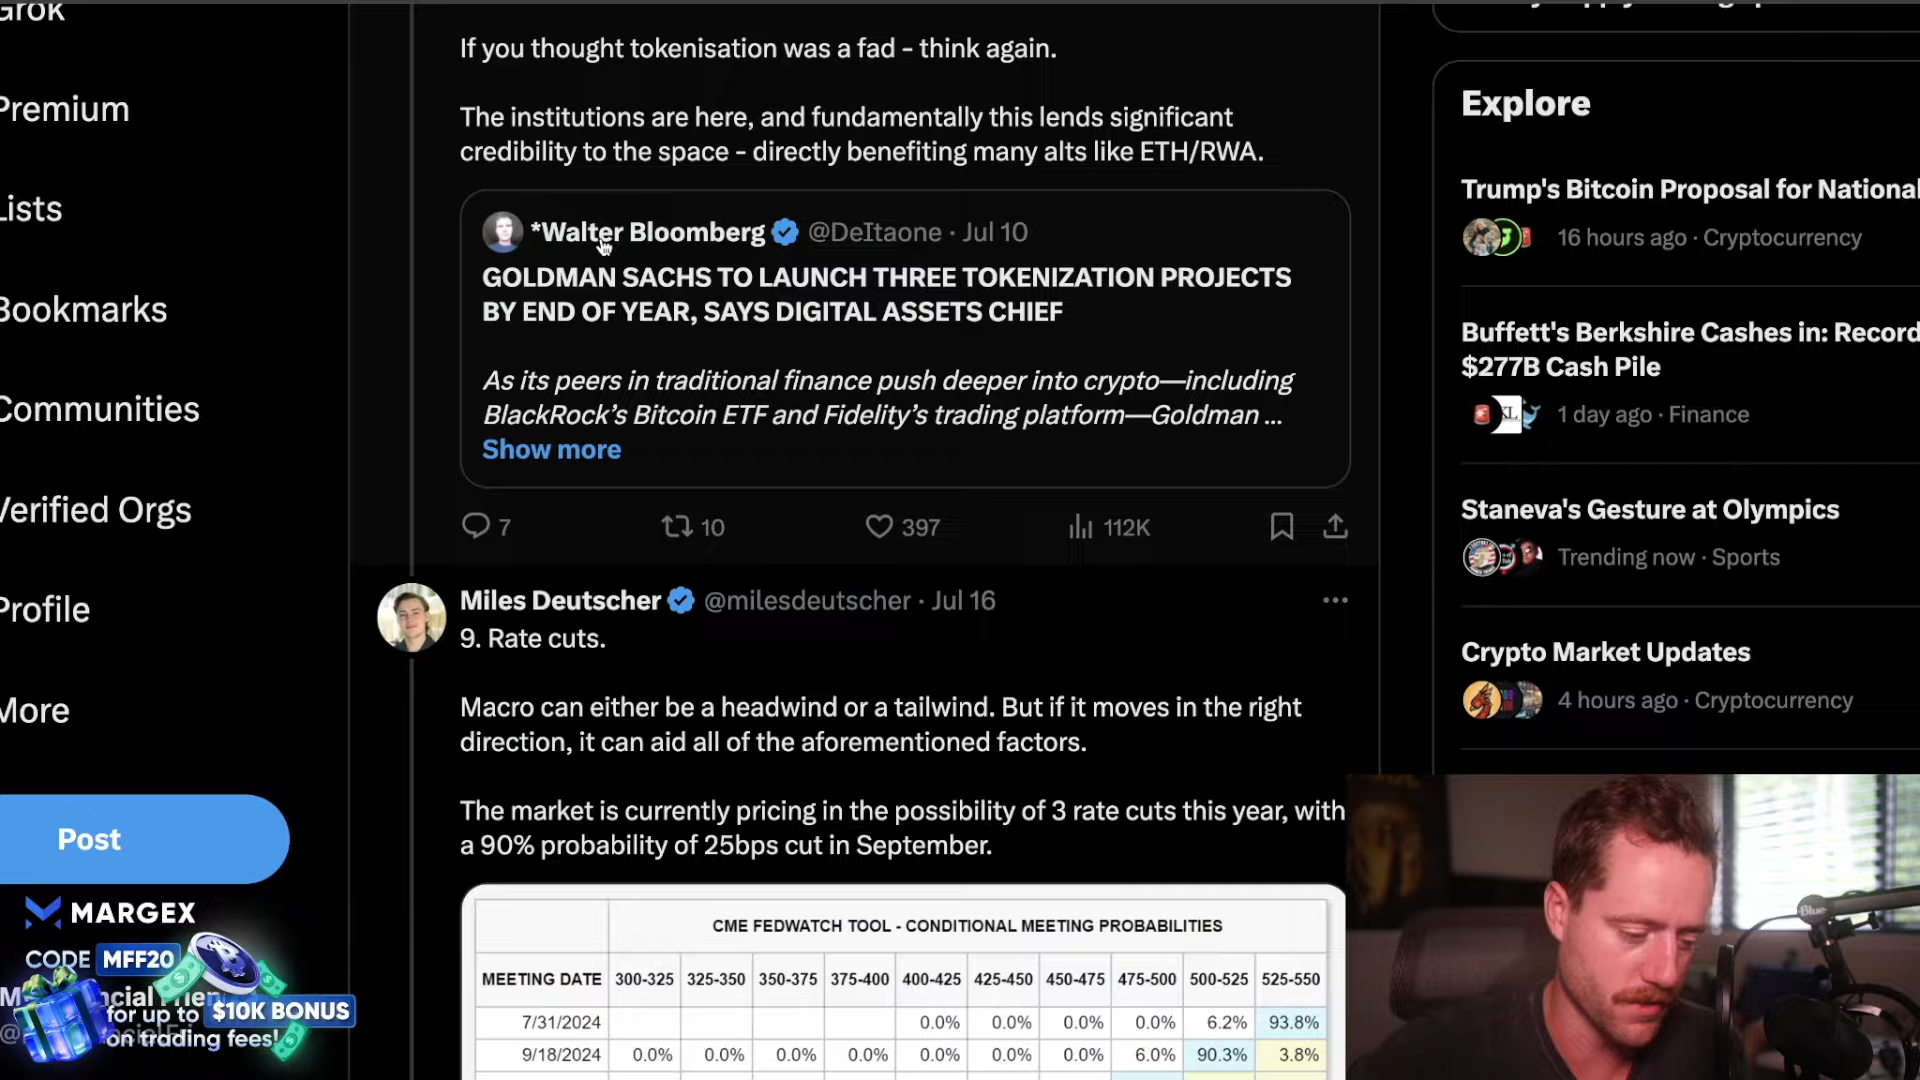 Grok
Premium
Lists
Bookmarks
Communities
Verified Orgs
Profile
More
Post
MARGEX
CODE MFF20
for up to $10K BONUS
on trading fees!
If you thought tokenisation was a fad - think again.
The institutions are here, and fundamentally this lends significant
credibility to the space - directly benefiting many alts like ETH/RWA.
*Walter Bloomberg @DeItaone · Jul 10
GOLDMAN SACHS TO LAUNCH THREE TOKENIZATION PROJECTS
BY END OF YEAR, SAYS DIGITAL ASSETS CHIEF
As its peers in traditional finance push deeper into crypto—including
BlackRock's Bitcoin ETF and Fidelity's trading platform—Goldman ...
Show more
7 10 397 112K
Miles Deutscher @milesdeutscher · Jul 16
9. Rate cuts.
Macro can either be a headwind or a tailwind. But if it moves in the right
direction, it can aid all of the aforementioned factors.
The market is currently pricing in the possibility of 3 rate cuts this year, with
a 90% probability of 25bps cut in September.
CME FEDWATCH TOOL - CONDITIONAL MEETING PROBABILITIES
MEETING DATE 300-325 325-350 350-375 375-400 400-425 425-450 450-475 475-500 500-525 525-550
7/31/2024 0.0% 0.0% 0.0% 0.0% 6.2% 93.8%
9/18/2024 0.0% 0.0% 0.0% 0.0% 0.0% 0.0% 0.0% 6.0% 90.3% 3.8%
Explore
Trump's Bitcoin Proposal for National
16 hours ago · Cryptocurrency
Buffett's Berkshire Cashes in: Record
$277B Cash Pile
1 day ago · Finance
Staneva's Gesture at Olympics
Trending now · Sports
Crypto Market Updates
4 hours ago · Cryptocurrency
Blue